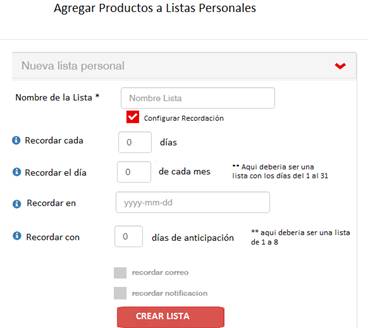 Agregar Productos a Listas Personales
Nueva lista personal
Nombre de la Lista * Nombre Lista
Configurar Recordación
Recordar cada 0 días
Recordar el día 0 de cada mes ** Aqui deberia ser una
lista con los días del 1 al 31
Recordar en yyyy-mm-dd
Recordar con 0 días de anticipación ** aqui deberia ser una lista
de 1 a 8
recordar correo
recordar notificacion
CREAR LISTA